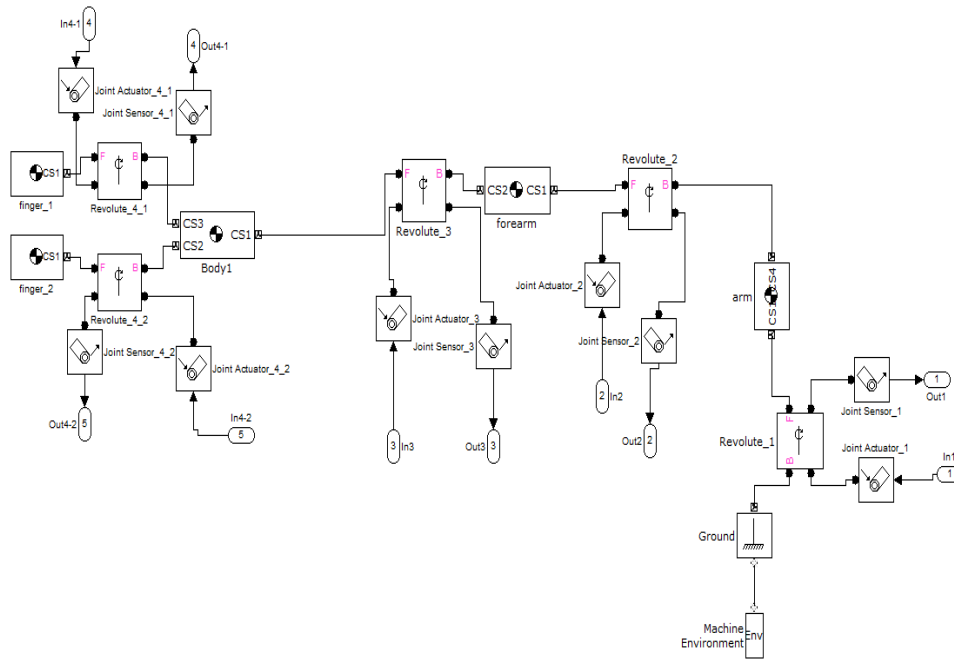 In4-1
4
4
Out4-1
Joint Actuator_4_1
Joint Sensor_4_1
CS1
finger_1
F
B
Revolute_4_1
CS3
CS2
CS1
Body1
CS1
finger_2
F
B
Revolute_4_2
Joint Sensor_4_2
Joint Actuator_4_2
Out4-2
5
In4-2
5
F
B
Revolute_3
CS2
CS1
forearm
Revolute_2
F
B
Joint Actuator_3
Joint Sensor_3
3
In3
Out3
3
Joint Actuator_2
Joint Sensor_2
2
In2
Out2
2
arm
CS4
CS1
F
B
Revolute_1
Joint Sensor_1
1
Out1
Joint Actuator_1
In1
1
Ground
Machine
Environment
Env